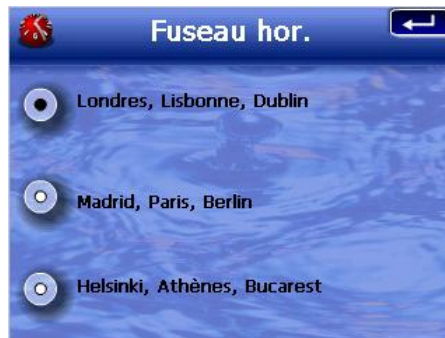 Fuseau hor.
Londres, Lisbonne, Dublin
Madrid, Paris, Berlin
Helsinki, Athènes, Bucarest